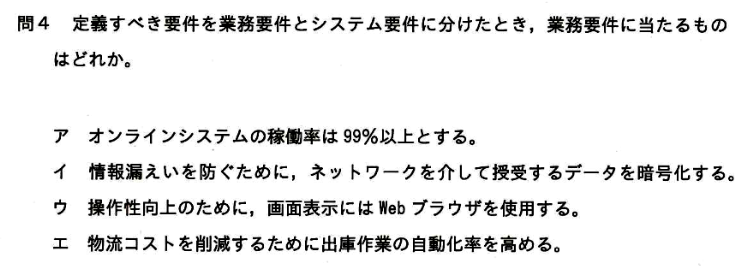 問4 定義すべき要件を業務要件とシステム要件に分けたとき，業務要件に当たるもの
はどれか。
ア オンラインシステムの稼働率は99%以上とする。
イ 情報漏えいを防ぐために，ネットワークを介して授受するデータを暗号化する。
ウ 操作性向上のために，画面表示にはWebブラウザを使用する。
エ 物流コストを削減するために出庫作業の自動化率を高める。